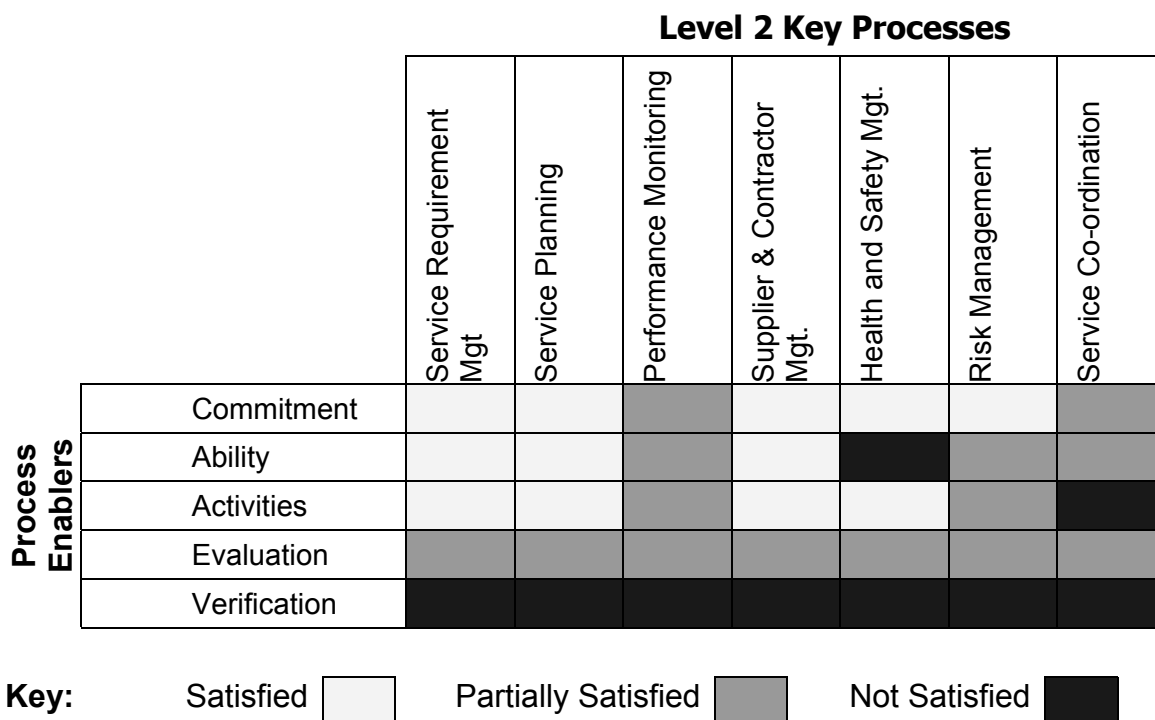 Level 2 Key Processes
Service Requirement
Mgt
Service Planning
Performance Monitoring
Supplier & Contractor
Mgt.
Health and Safety Mgt.
Risk Management
Service Co-ordination
Process
Enablers
Commitment
Ability
Activities
Evaluation
Verification
Key: Satisfied Partially Satisfied Not Satisfied